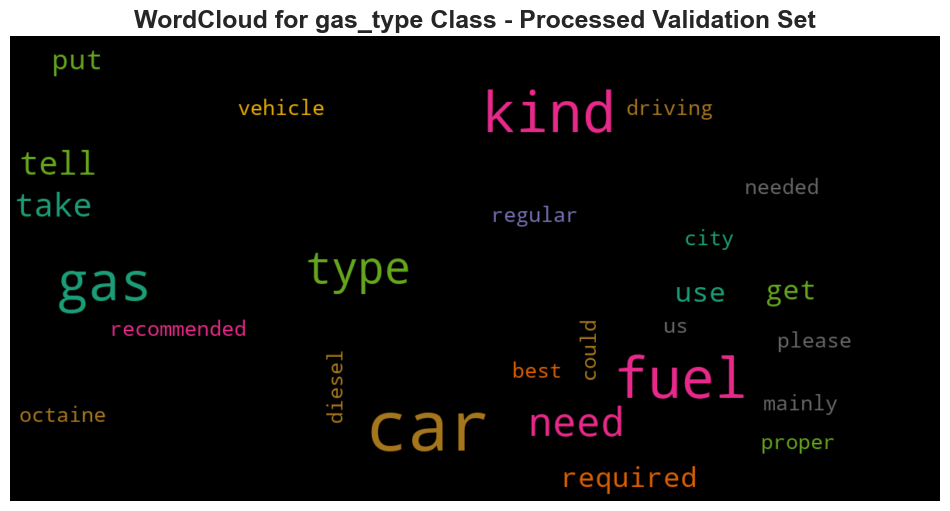 WordCloud for gas_type Class - Processed Validation Set
put
vehicle
kind
driving
tell
needed
take
regular
city
type
gas
use
get
recommended
us
could
please
diesel
best
fuel
octaine
car
need
mainly
proper
required